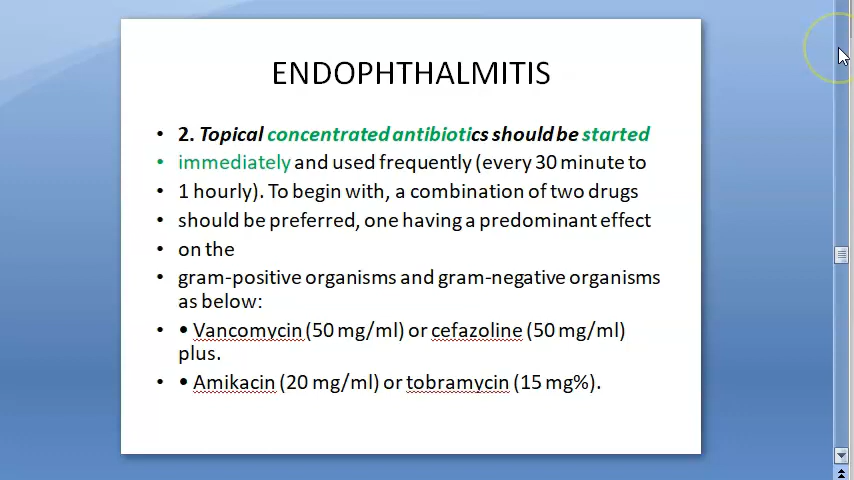 ENDOPHTHALMITIS
• 2. Topical concentrated antibiotics should be started
• immediately and used frequently (every 30 minute to
• 1 hourly). To begin with, a combination of two drugs
• should be preferred, one having a predominant effect
• on the
• gram-positive organisms and gram-negative organisms
as below:
• • Vancomycin (50 mg/ml) or cefazoline (50 mg/ml)
plus.
• • Amikacin (20 mg/ml) or tobramycin (15 mg%).